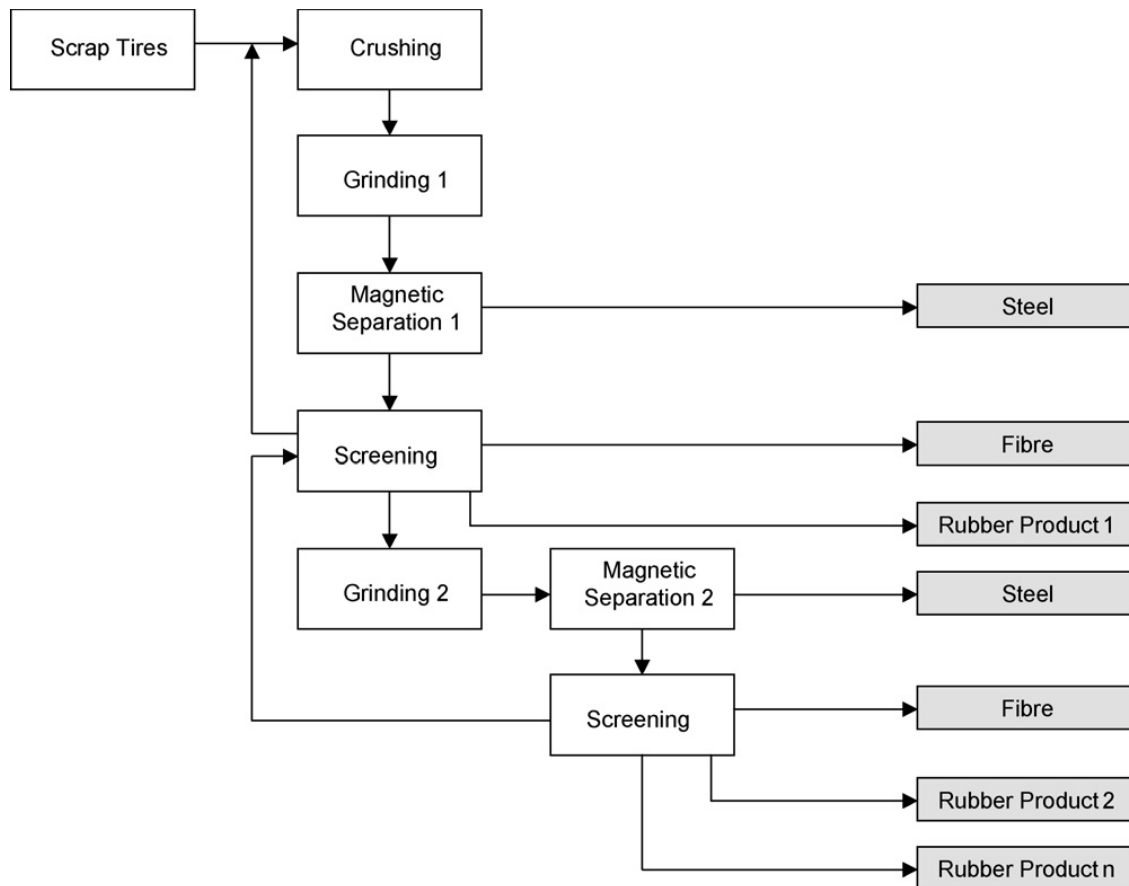 Scrap Tires
Crushing
Grinding 1
Magnetic
Separation 1
Steel
Screening
Fibre
Rubber Product 1
Grinding 2
Magnetic
Separation 2
Steel
Screening
Fibre
Rubber Product 2
Rubber Product n